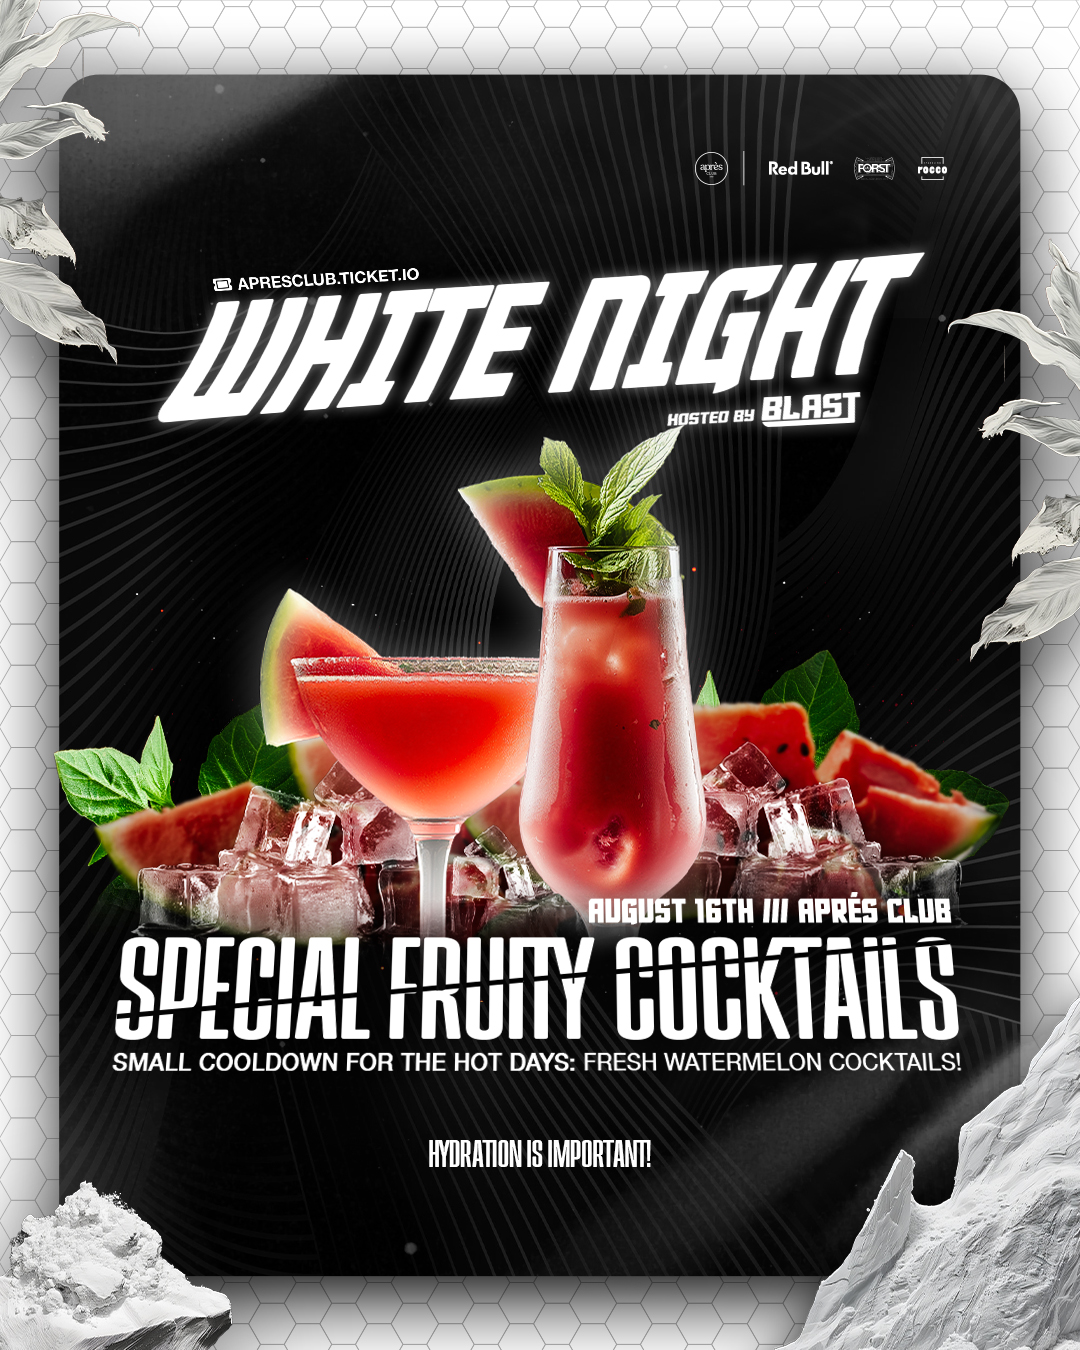 après
CLUB
Red Bull
FORST
rocco
APRESCLUB.TICKET.IO
WHITE NIGHT
HOSTED BY BLAST
AUGUST 16TH /// APRÉS CLUB
SPECIAL FRUITY COCKTAILS
SMALL COOLDOWN FOR THE HOT DAYS: FRESH WATERMELON COCKTAILS!
HYDRATION IS IMPORTANT!